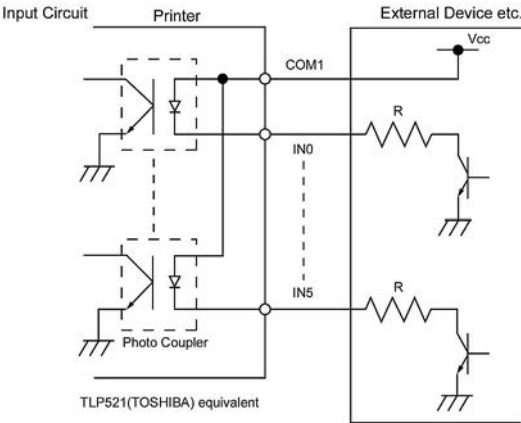 Input Circuit
Printer
External Device etc.
Vcc
COM1
R
IN0
R
IN5
Photo Coupler
TLP521(TOSHIBA) equivalent